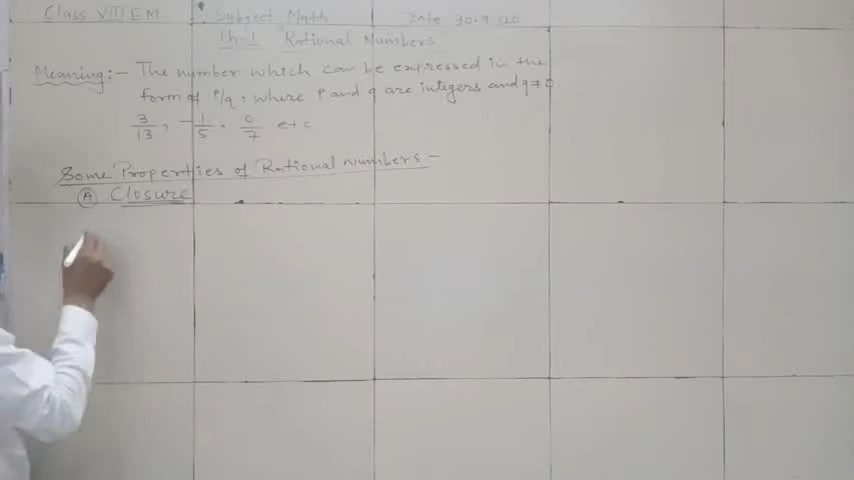 Class VIII EM Subject Math Date 30.9.20
Ch-1 Rational Numbers
Meaning:- The number which can be expressed in the
form of p/q, where p and q are integers and q ≠ 0
3/13, -1/5, 0/7 etc
Some Properties of Rational numbers-
A Closure